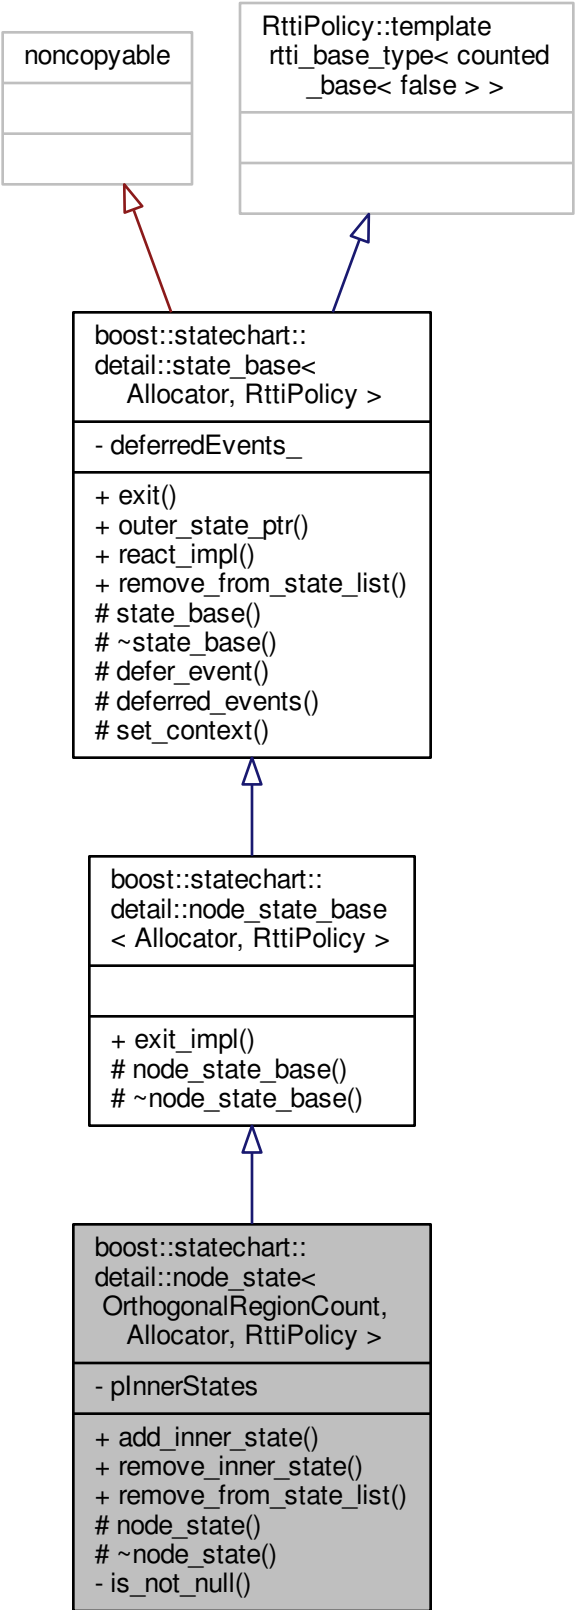 noncopyable
RttiPolicy::template
rtti_base_type< counted
_base< false > >
boost::statechart::
detail::state_base<
Allocator, RttiPolicy >
- deferredEvents_
+ exit()
+ outer_state_ptr()
+ react_impl()
+ remove_from_state_list()
# state_base()
# ~state_base()
# defer_event()
# deferred_events()
# set_context()
boost::statechart::
detail::node_state_base
< Allocator, RttiPolicy >
+ exit_impl()
# node_state_base()
# ~node_state_base()
boost::statechart::
detail::node_state<
OrthogonalRegionCount,
Allocator, RttiPolicy >
- pInnerStates
+ add_inner_state()
+ remove_inner_state()
+ remove_from_state_list()
# node_state()
# ~node_state()
- is_not_null()